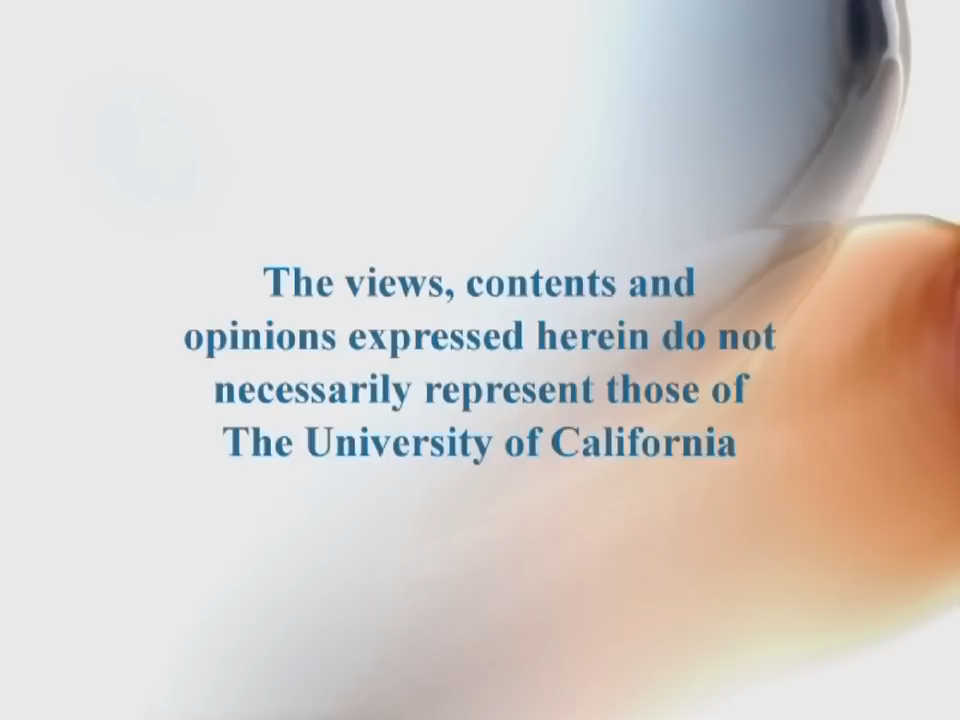 The views, contents and
opinions expressed herein do not
necessarily represent those of
The University of California